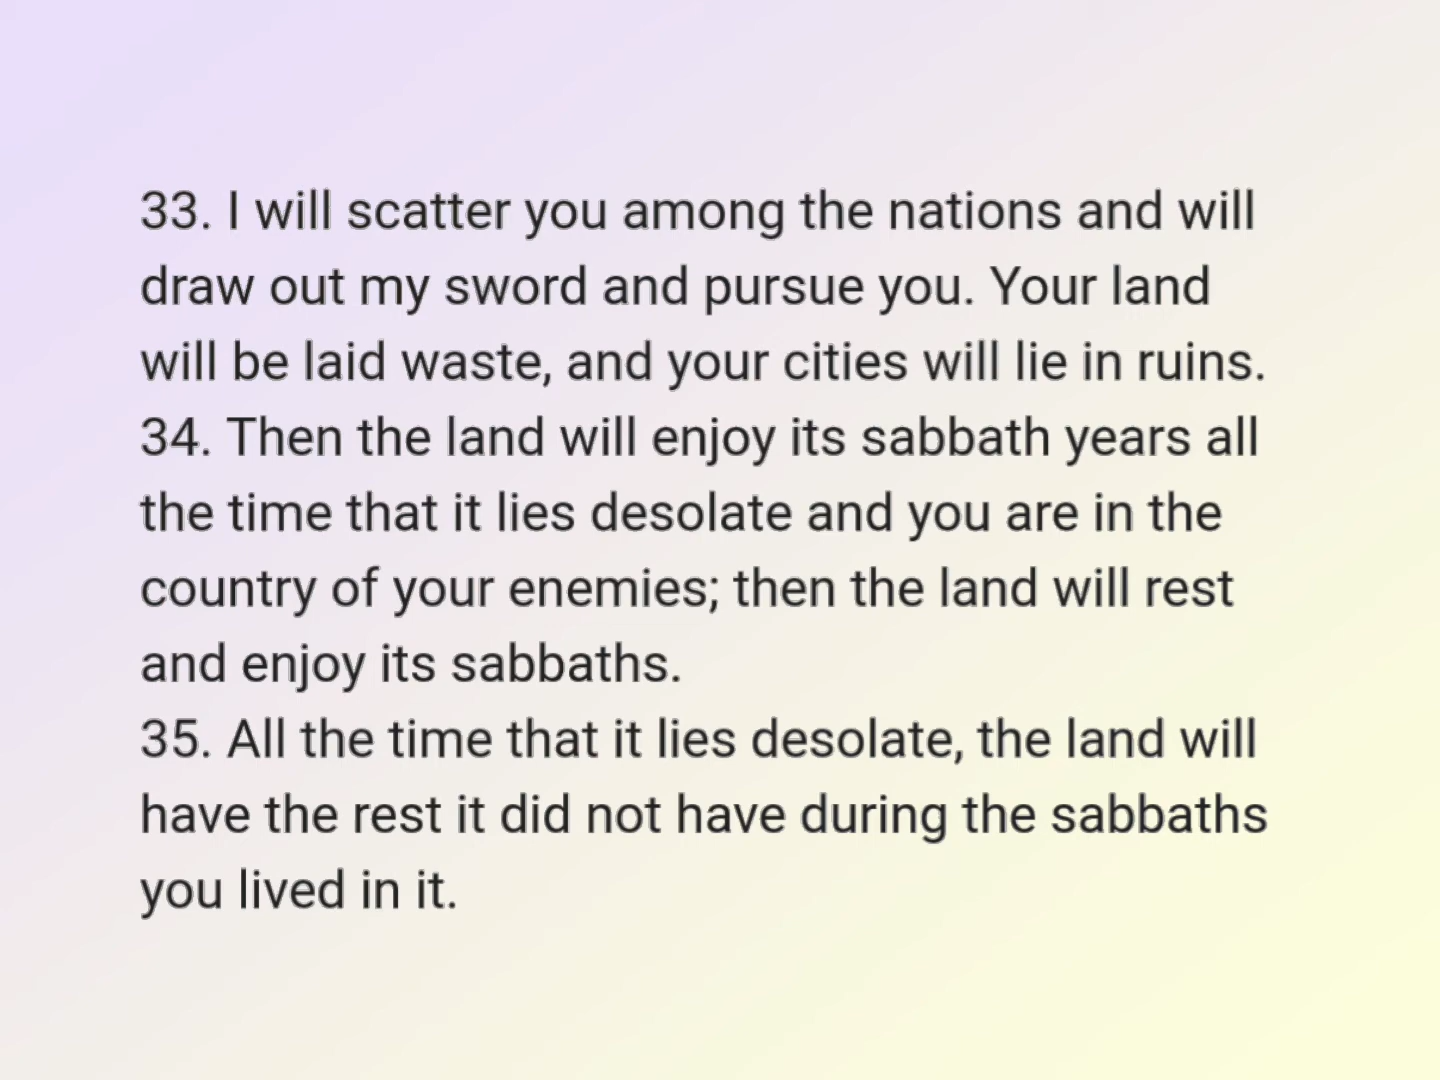 33. I will scatter you among the nations and will
draw out my sword and pursue you. Your land
will be laid waste, and your cities will lie in ruins.
34. Then the land will enjoy its sabbath years all
the time that it lies desolate and you are in the
country of your enemies; then the land will rest
and enjoy its sabbaths.
35. All the time that it lies desolate, the land will
have the rest it did not have during the sabbaths
you lived in it.